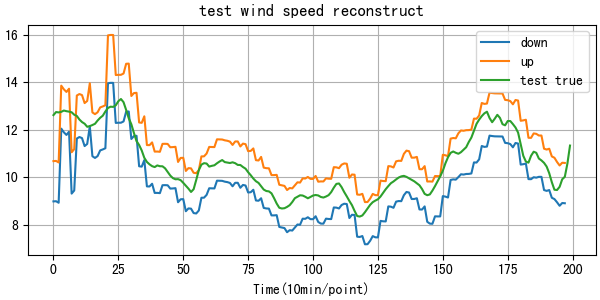 test wind speed reconstruct
down
up
test true
16
14
12
10
8
0 25 50 75 100 125 150 175 200
Time(10min/point)